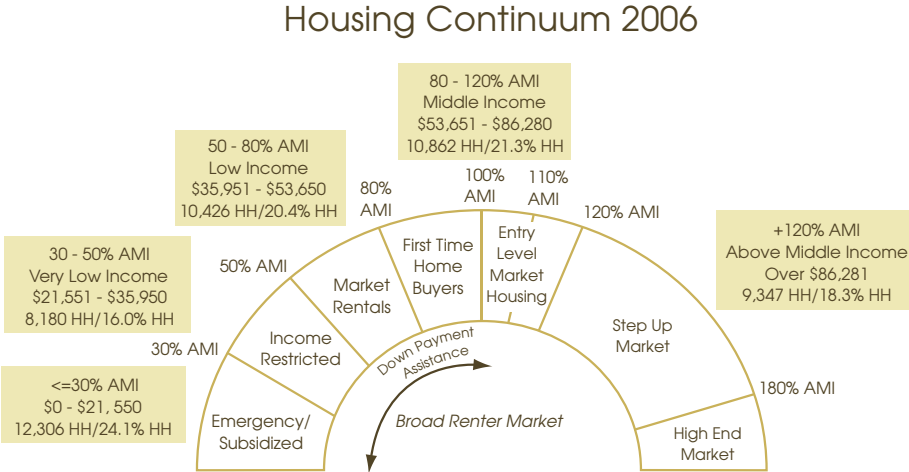 Housing Continuum 2006
80 - 120% AMI
Middle Income
$53,651 - $86,280
10,862 HH/21.3% HH
50 - 80% AMI
Low Income
$35,951 - $53,650
10,426 HH/20.4% HH
30 - 50% AMI
Very Low Income
$21,551 - $35,950
8,180 HH/16.0% HH
<=30% AMI
$0 - $21, 550
12,306 HH/24.1% HH
+120% AMI
Above Middle Income
Over $86,281
9,347 HH/18.3% HH
30% AMI
50% AMI
80%
AMI
100%
AMI
110%
AMI
120% AMI
180% AMI
Emergency/
Subsidized
Income
Restricted
Market
Rentals
First Time
Home
Buyers
Entry
Level
Market
Housing
Step Up
Market
High End
Market
Down Payment
Assistance
Broad Renter Market